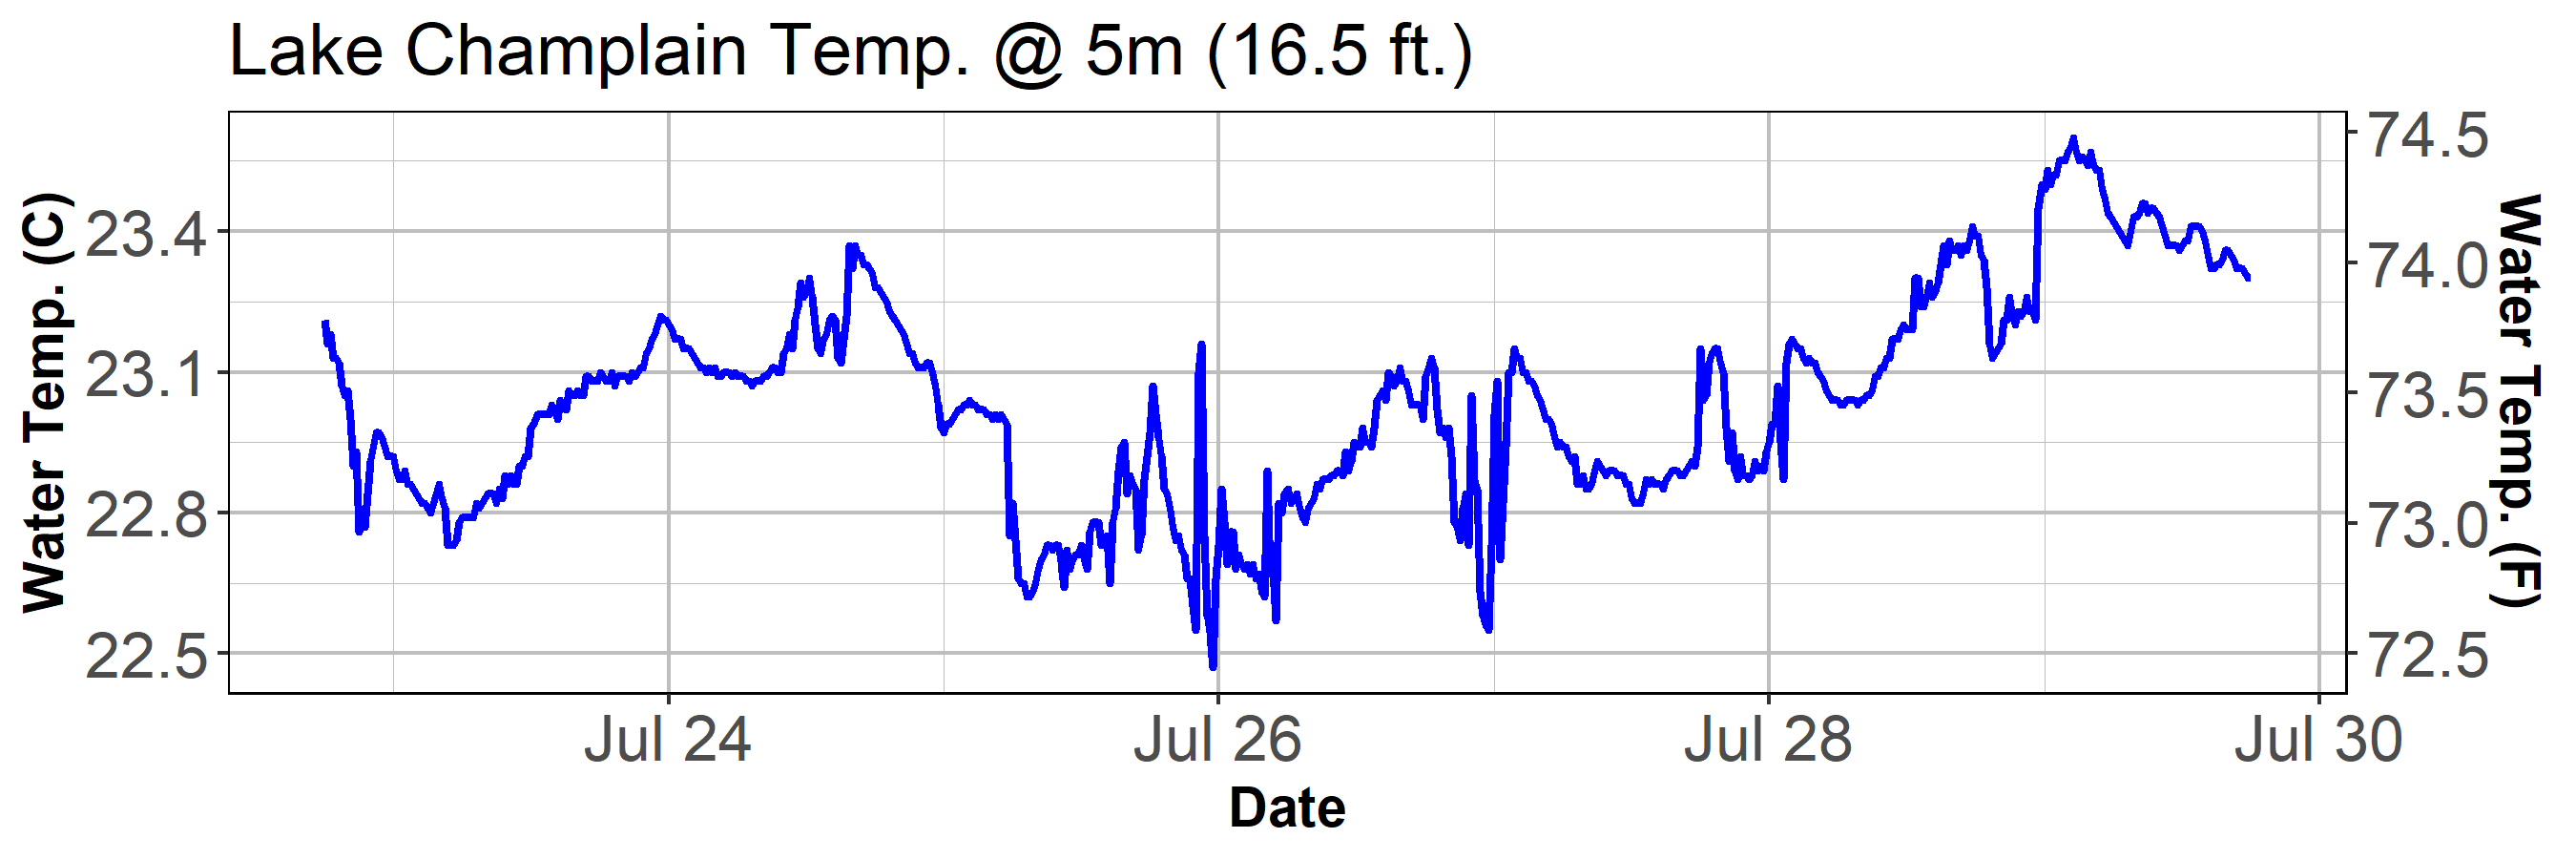 Lake Champlain Temp. @ 5m (16.5 ft.)
Water Temp. (C)
23.4
23.1
22.8
22.5
74.5
74.0
73.5
73.0
72.5
Water Temp. (F)
Jul 24 Jul 26 Jul 28 Jul 30
Date